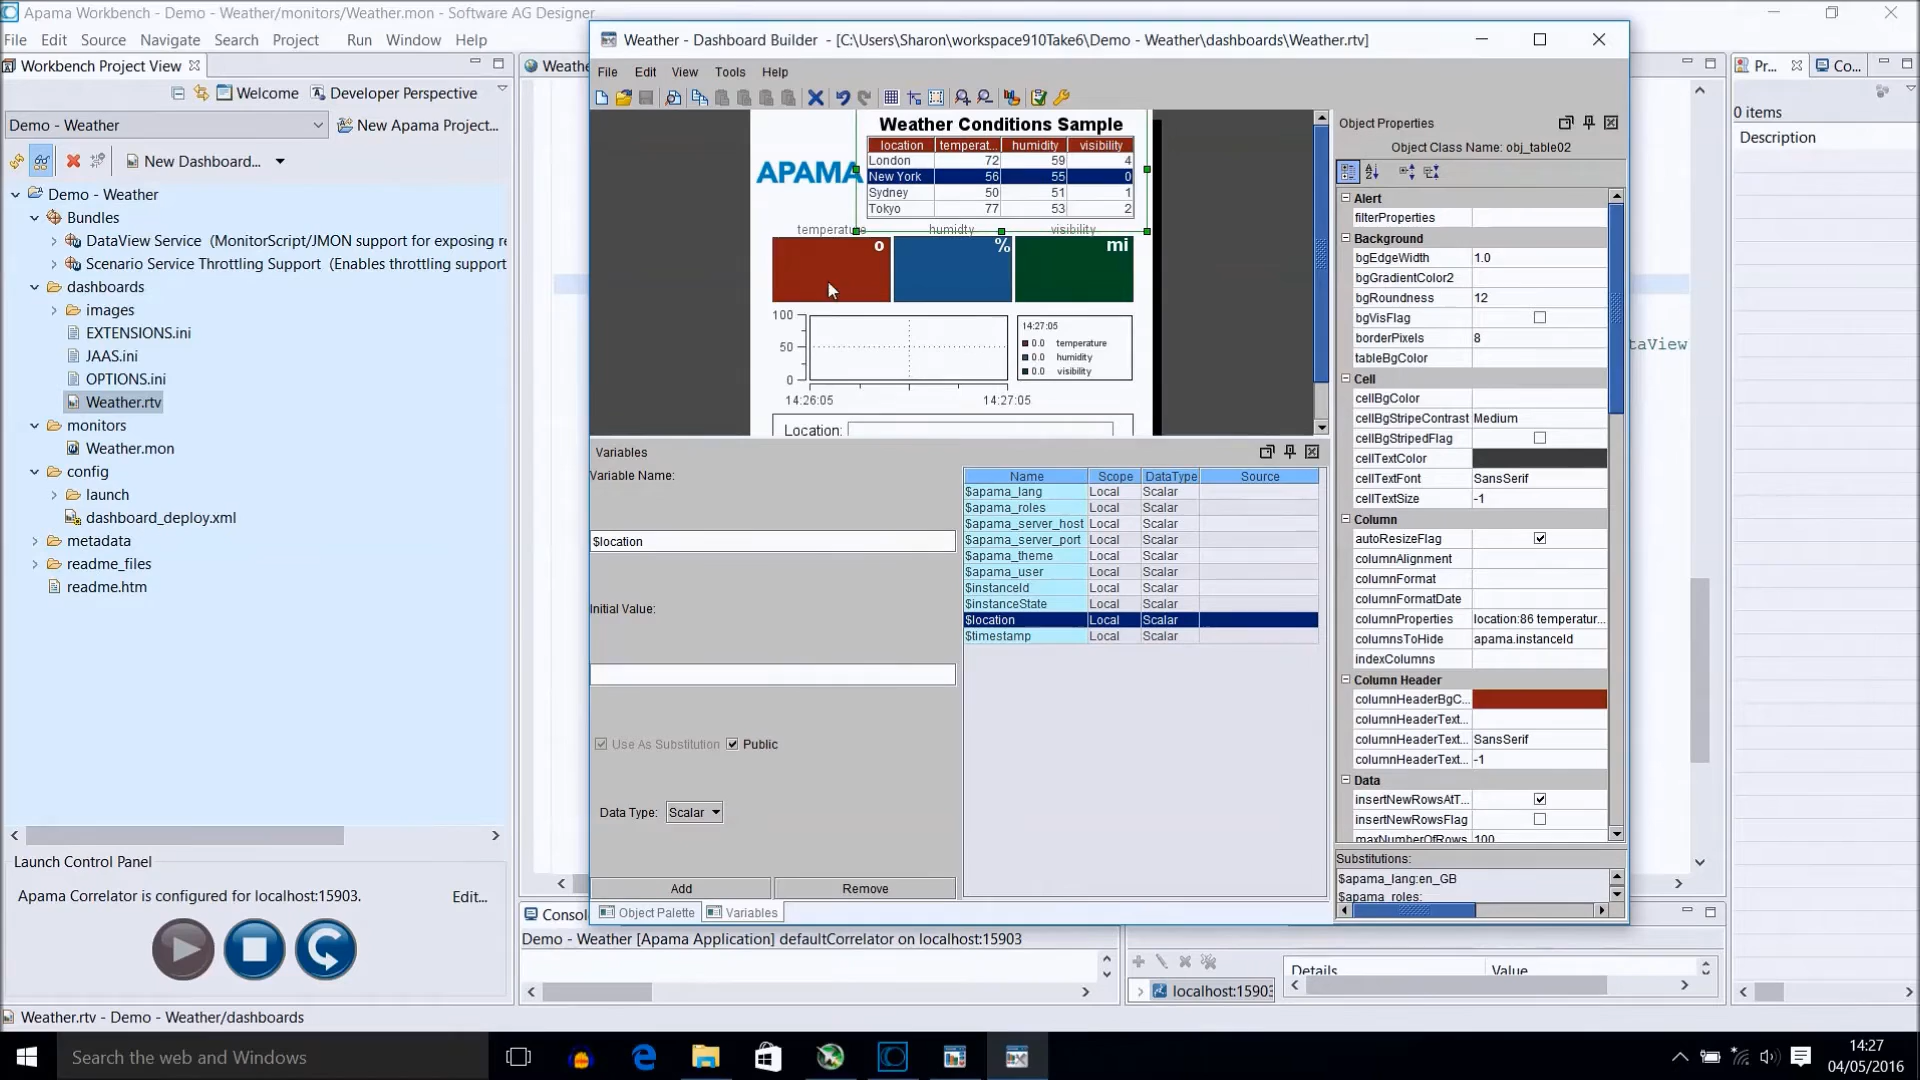 Apama Workbench - Demo - Weather/monitors/Weather.mon - Software AG Designer
File Edit Source Navigate Search Project Run Window Help
Workbench Project View
Welcome Developer Perspective
Demo - Weather
New Apama Project...
New Dashboard...
Demo - Weather
Bundles
DataView Service (MonitorScript/JMON support for exposing re
Scenario Service Throttling Support (Enables throttling support
dashboards
images
EXTENSIONS.ini
JAAS.ini
OPTIONS.ini
Weather.rtv
monitors
Weather.mon
config
launch
dashboard_deploy.xml
metadata
readme_files
readme.htm
Launch Control Panel
Apama Correlator is configured for localhost:15903.
Edit...
Weather.rtv - Demo - Weather/dashboards
Weathe
Weather - Dashboard Builder - [C:\Users\Sharon\workspace910Take6\Demo - Weather\dashboards\Weather.rtv]
File Edit View Tools Help
APAMA
Weather Conditions Sample
location temperat... humidity visibility
London 72 59 4
New York 56 55 0
Sydney 50 51 1
Tokyo 77 53 2
temperature humidty visibility
o % mi
100
50
0
14:26:05 14:27:05
14:27:05
0.0 temperature
0.0 humidity
0.0 visibility
Location:
Variables
Variable Name:
$location
Initial Value:
Use As Substitution Public
Data Type: Scalar
Add Remove
Name Scope DataType Source
$apama_lang Local Scalar
$apama_roles Local Scalar
$apama_server_host Local Scalar
$apama_server_port Local Scalar
$apama_theme Local Scalar
$apama_user Local Scalar
$instanceId Local Scalar
$instanceState Local Scalar
$location Local Scalar
$timestamp Local Scalar
Object Palette Variables
Object Properties
Object Class Name: obj_table02
Alert
filterProperties
Background
bgEdgeWidth 1.0
bgGradientColor2
bgRoundness 12
bgVisFlag
borderPixels 8
tableBgColor
Cell
cellBgColor
cellBgStripeContrast Medium
cellBgStripedFlag
cellTextColor
cellTextFont SansSerif
cellTextSize -1
Column
autoResizeFlag
columnAlignment
columnFormat
columnFormatDate
columnProperties location:86 temperatur...
columnsToHide apama.instanceId
indexColumns
Column Header
columnHeaderBgC...
columnHeaderText...
columnHeaderText... SansSerif
columnHeaderText... -1
Data
insertNewRowsAtT...
insertNewRowsFlag
maxNumberOfRows 100
Substitutions:
$apama_lang:en_GB
$apama_roles:
Pr... Co...
0 items
Description
taView
Consol
Demo - Weather [Apama Application] defaultCorrelator on localhost:15903
localhost:15903
Details Value
Search the web and Windows
14:27
04/05/2016